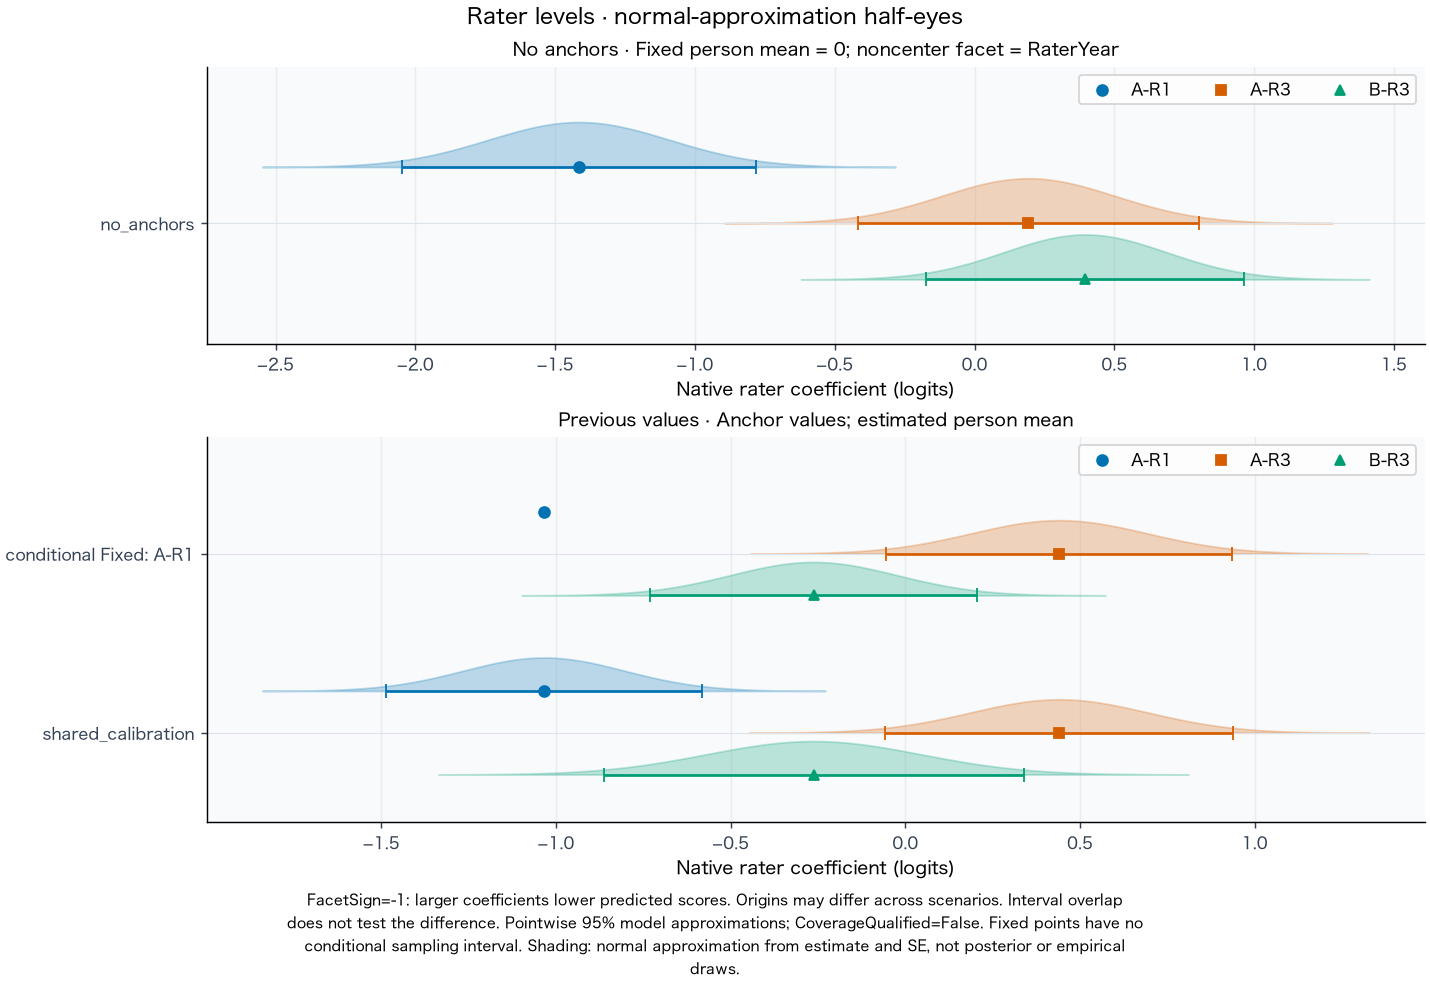 Rater levels · normal-approximation half-eyes
No anchors · Fixed person mean = 0; noncenter facet = RaterYear
A-R1 A-R3 B-R3
no_anchors
−2.5 −2.0 −1.5 −1.0 −0.5 0.0 0.5 1.0 1.5
Native rater coefficient (logits)
Previous values · Anchor values; estimated person mean
A-R1 A-R3 B-R3
conditional Fixed: A-R1
shared_calibration
−1.5 −1.0 −0.5 0.0 0.5 1.0
Native rater coefficient (logits)
FacetSign=-1: larger coefficients lower predicted scores. Origins may differ across scenarios. Interval overlap
does not test the difference. Pointwise 95% model approximations; CoverageQualified=False. Fixed points have no
conditional sampling interval. Shading: normal approximation from estimate and SE, not posterior or empirical
draws.